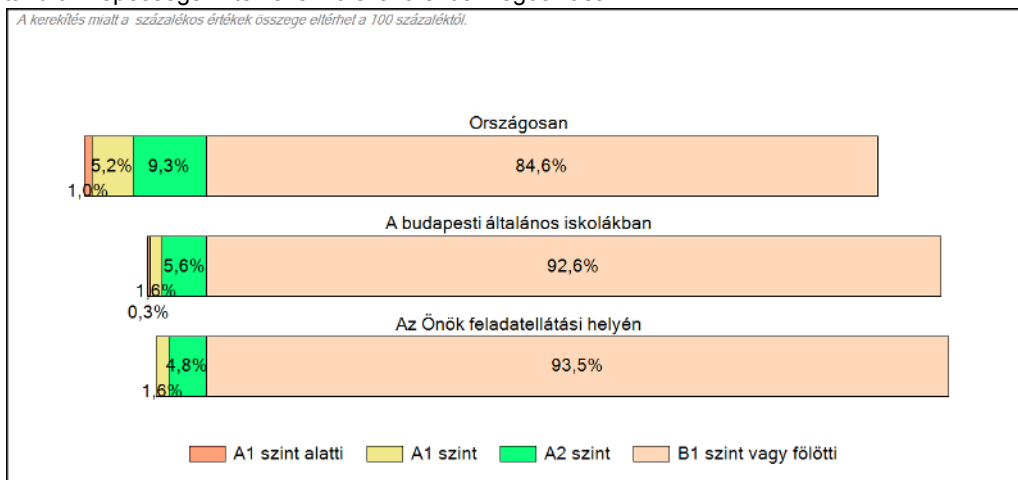 A kerekítés miatt a százalékos értékek összege eltérhet a 100 százaléktól.
Országosan
5,2% 9,3% 84,6%
1,0%
A budapesti általános iskolákban
5,6% 92,6%
1,6%
0,3%
Az Önök feladatellátási helyén
4,8% 93,5%
1,6%
A1 szint alatti A1 szint A2 szint B1 szint vagy fölötti